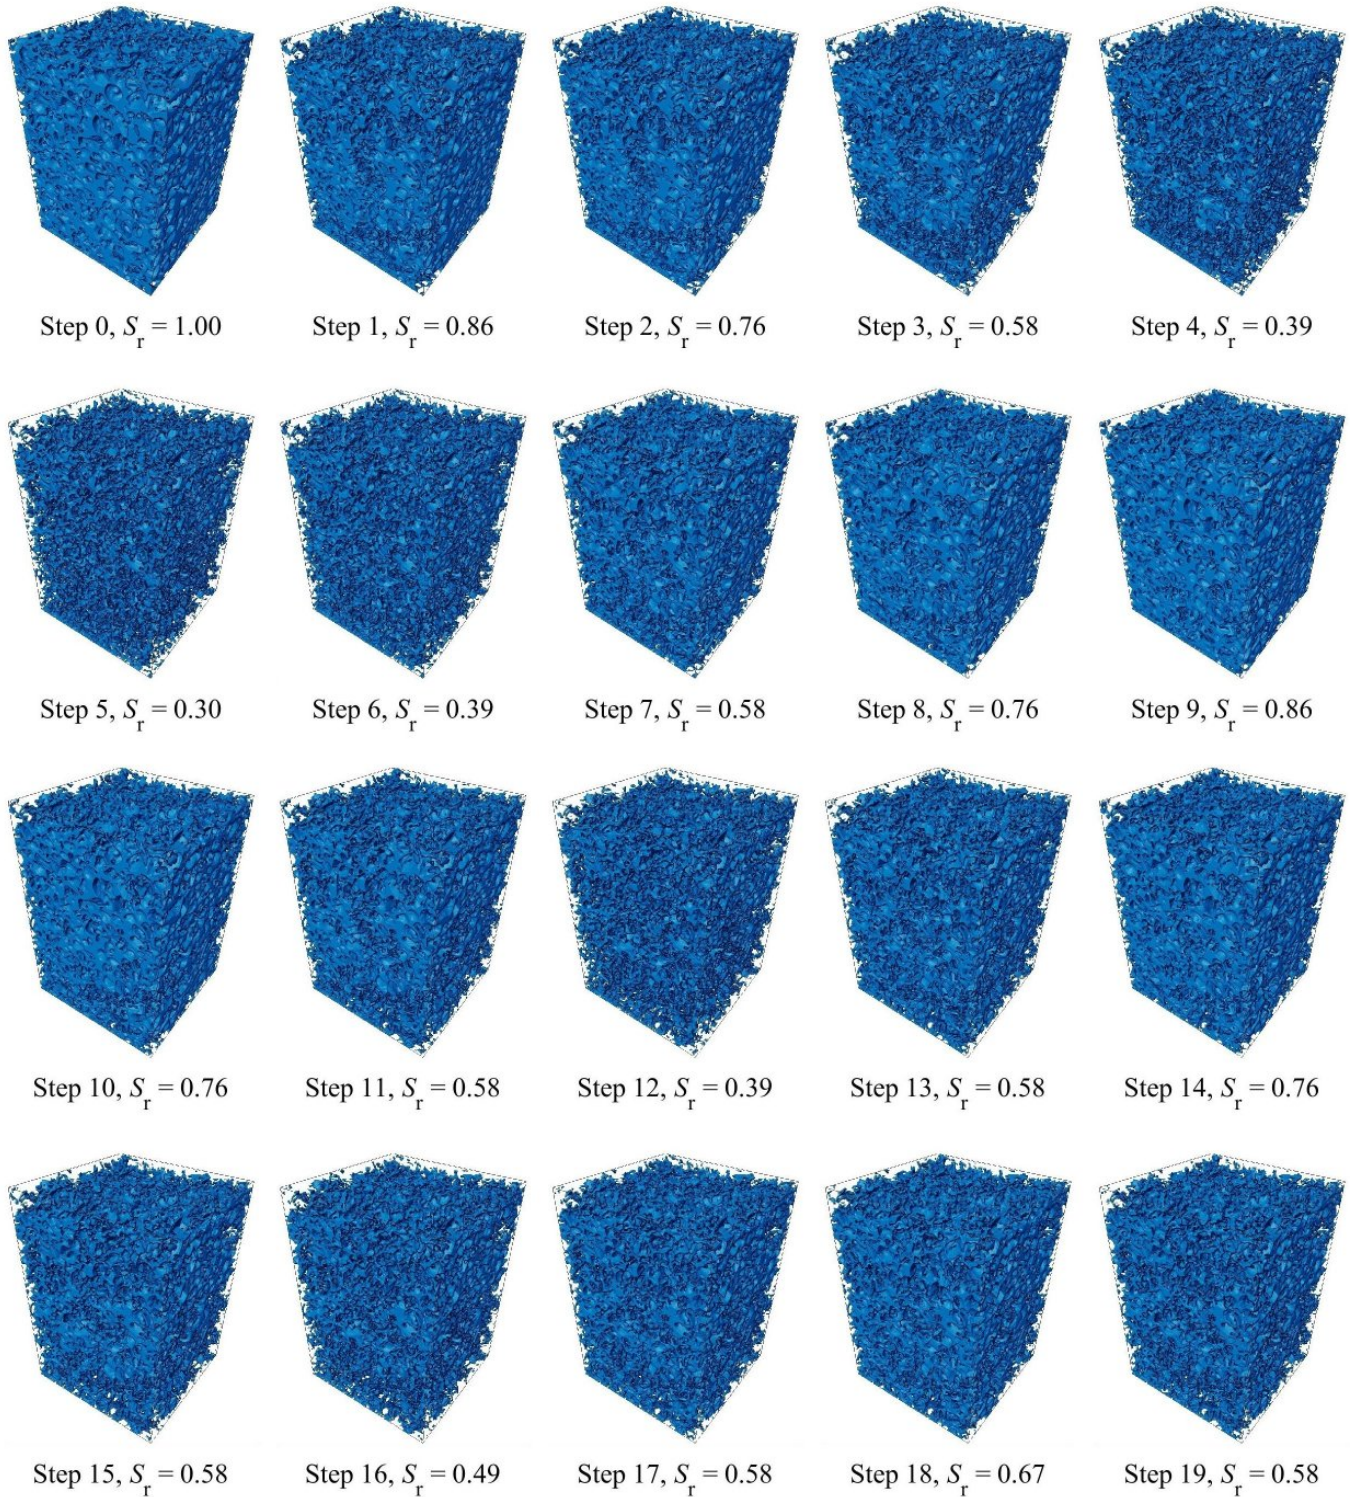 Step 0, Sr = 1.00
Step 1, Sr = 0.86
Step 2, Sr = 0.76
Step 3, Sr = 0.58
Step 4, Sr = 0.39
Step 5, Sr = 0.30
Step 6, Sr = 0.39
Step 7, Sr = 0.58
Step 8, Sr = 0.76
Step 9, Sr = 0.86
Step 10, Sr = 0.76
Step 11, Sr = 0.58
Step 12, Sr = 0.39
Step 13, Sr = 0.58
Step 14, Sr = 0.76
Step 15, Sr = 0.58
Step 16, Sr = 0.49
Step 17, Sr = 0.58
Step 18, Sr = 0.67
Step 19, Sr = 0.58